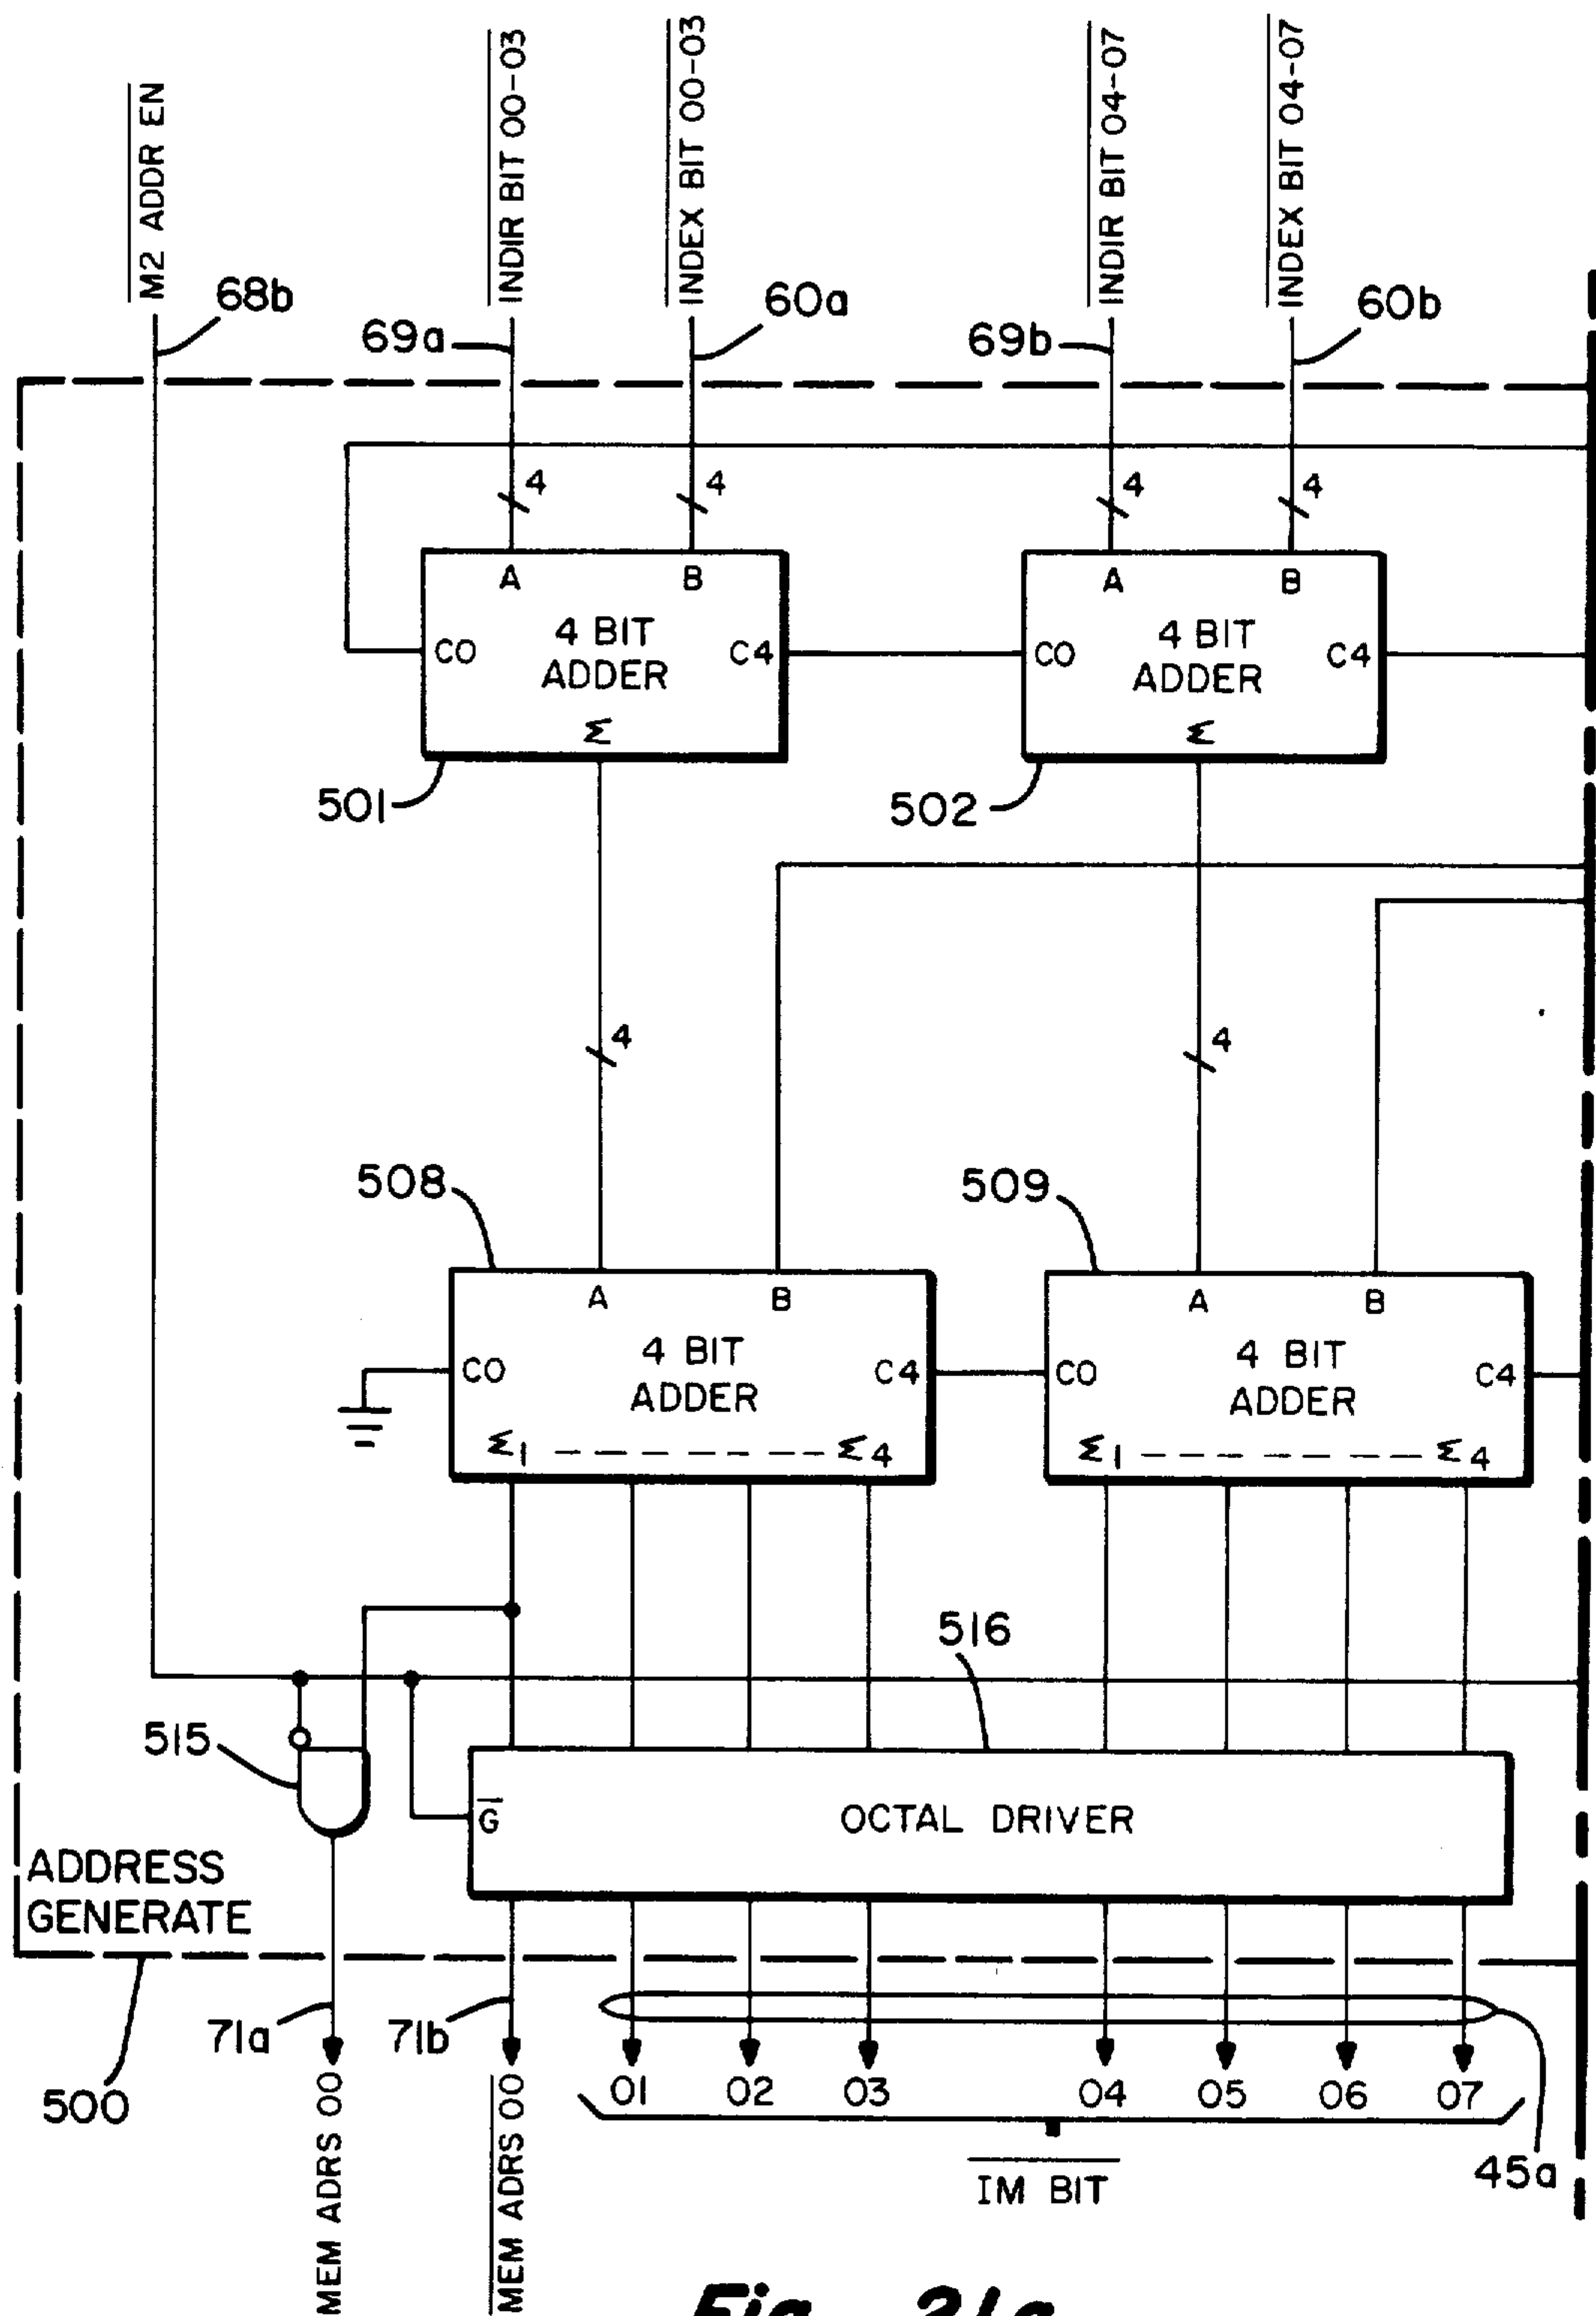 M2 ADDR EN
INDIR BIT 00-03
INDEX BIT 00-03
INDIR BIT 04-07
INDEX BIT 04-07
68b
69a
60a
69b
60b
4
4
4
4
A
B
A
B
C0
4 BIT
ADDER
C4
C0
4 BIT
ADDER
C4
Σ
Σ
501
502
4
4
508
509
A
B
A
B
C0
4 BIT
ADDER
C4
C0
4 BIT
ADDER
C4
Σ1 Σ4
Σ1 Σ4
516
515
G
OCTAL DRIVER
ADDRESS
GENERATE
71a
71b
500
01 02 03 04 05 06 07
45a
IM BIT
MEM ADRS 00
MEM ADRS 00